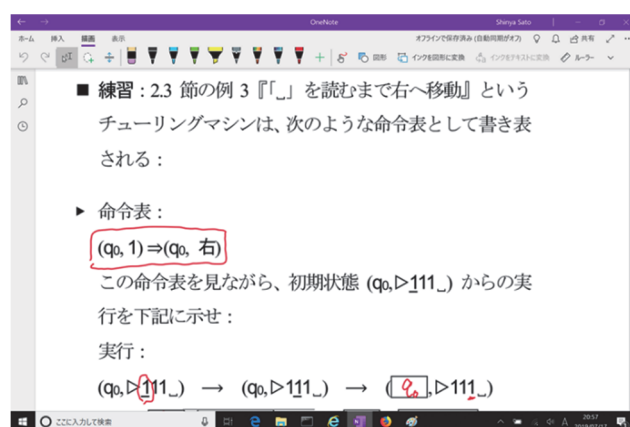 OneNote
Shinya Sato
ホーム 挿入 描画 表示
オフラインで保存済み (自動同期がオフ) 共有
図形 インクを図形に変換 インクをテキストに変換 ルーラー
■ 練習：2.3 節の例 3『「␣」を読むまで右へ移動』という
チューリングマシンは、次のような命令表として書き表
される：
▶ 命令表：
(q₀, 1) ⇒(q₀, 右)
この命令表を見ながら、初期状態 (q₀,▷111␣) からの実
行を下記に示せ：
実行：
(q₀,▷111␣) → (q₀,▷111␣) → (q₀,▷111␣)
ここに入力して検索
A 20:57